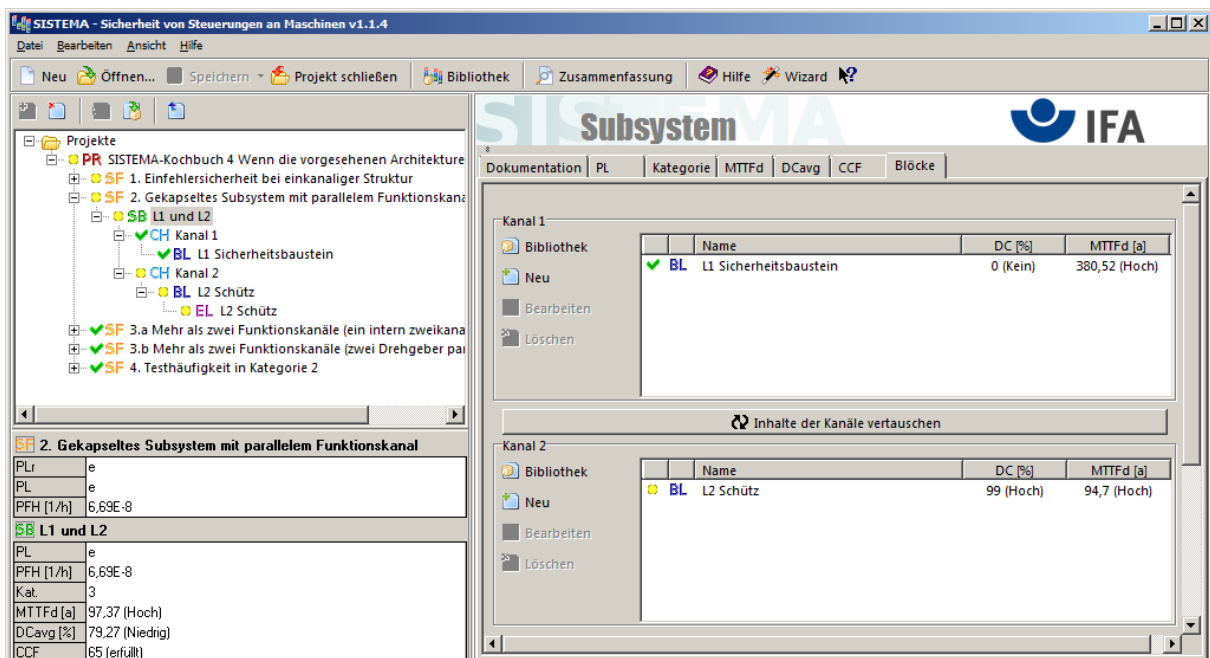 SISTEMA - Sicherheit von Steuerungen an Maschinen v1.1.4
Datei Bearbeiten Ansicht Hilfe
Neu Öffnen... Speichern Projekt schließen Bibliothek Zusammenfassung Hilfe Wizard
Projekte
PR SISTEMA-Kochbuch 4 Wenn die vorgesehenen Architekture
SF 1. Einfehlersicherheit bei einkanaliger Struktur
SF 2. Gekapseltes Subsystem mit parallelem Funktionskana
SB L1 und L2
CH Kanal 1
BL L1 Sicherheitsbaustein
CH Kanal 2
BL L2 Schütz
EL L2 Schütz
SF 3.a Mehr als zwei Funktionskanäle (ein intern zweikana
SF 3.b Mehr als zwei Funktionskanäle (zwei Drehgeber par
SF 4. Testhäufigkeit in Kategorie 2
SF 2. Gekapseltes Subsystem mit parallelem Funktionskanal
PLr e
PL e
PFH [1/h] 6,69E-8
SB L1 und L2
PL e
PFH [1/h] 6,69E-8
Kat. 3
MTTFd [a] 97,37 (Hoch)
DCavg [%] 79,27 (Niedrig)
CCF 65 (erfüllt)
SISTEMA
Subsystem
IFA
Dokumentation PL Kategorie MTTFd DCavg CCF Blöcke
Kanal 1
Bibliothek
Neu
Bearbeiten
Löschen
Name DC [%] MTTFd [a]
BL L1 Sicherheitsbaustein 0 (Kein) 380,52 (Hoch)
Inhalte der Kanäle vertauschen
Kanal 2
Bibliothek
Neu
Bearbeiten
Löschen
Name DC [%] MTTFd [a]
BL L2 Schütz 99 (Hoch) 94,7 (Hoch)